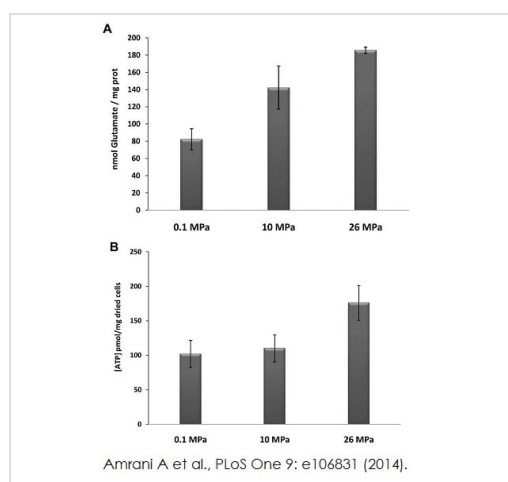 A
nmol Glutamate / mg prot
200
180
160
140
120
100
80
60
40
20
0
0.1 MPa 10 MPa 26 MPa
B
[ATP] pmol/mg dried cells
250
200
150
100
50
0
0.1 MPa 10 MPa 26 MPa
Amrani A et al., PLoS One 9: e106831 (2014).